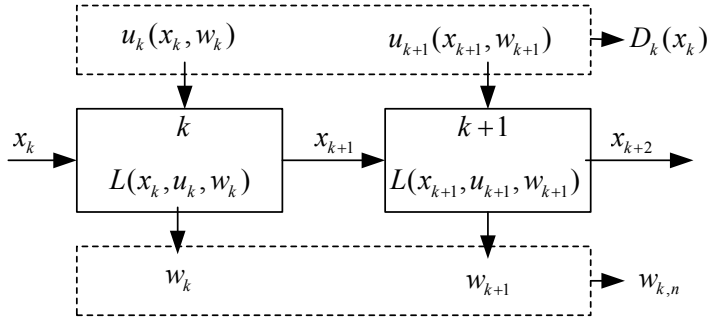 u_k(x_k, w_k) u_{k+1}(x_{k+1}, w_{k+1}) D_k(x_k)
x_k k x_{k+1} k+1 x_{k+2}
L(x_k, u_k, w_k) L(x_{k+1}, u_{k+1}, w_{k+1})
w_k w_{k+1} w_{k,n}